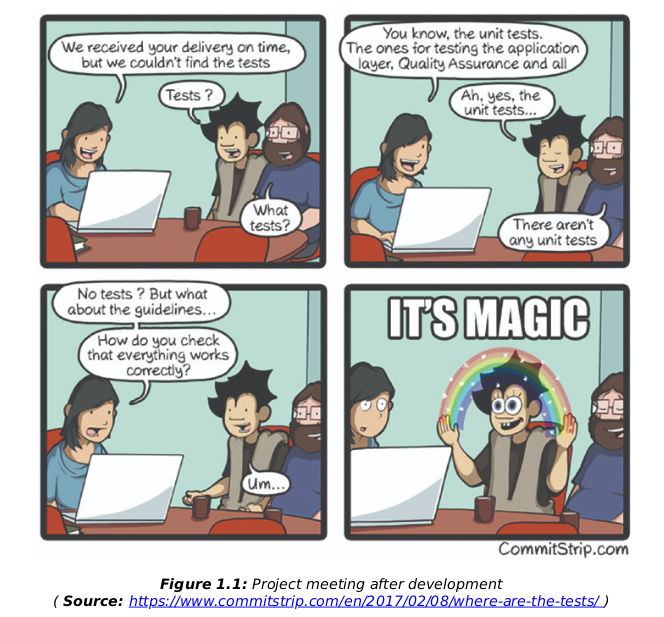 We received your delivery on time,
but we couldn't find the tests
Tests ?
What
tests?
You know, the unit tests.
The ones for testing the application
layer, Quality Assurance and all
Ah, yes, the
unit tests...
There aren't
any unit tests
No tests ? But what
about the guidelines...
How do you check
that everything works
correctly?
Um...
IT'S MAGIC
CommitStrip.com
Figure 1.1: Project meeting after development
( Source: https://www.commitstrip.com/en/2017/02/08/where-are-the-tests/ )